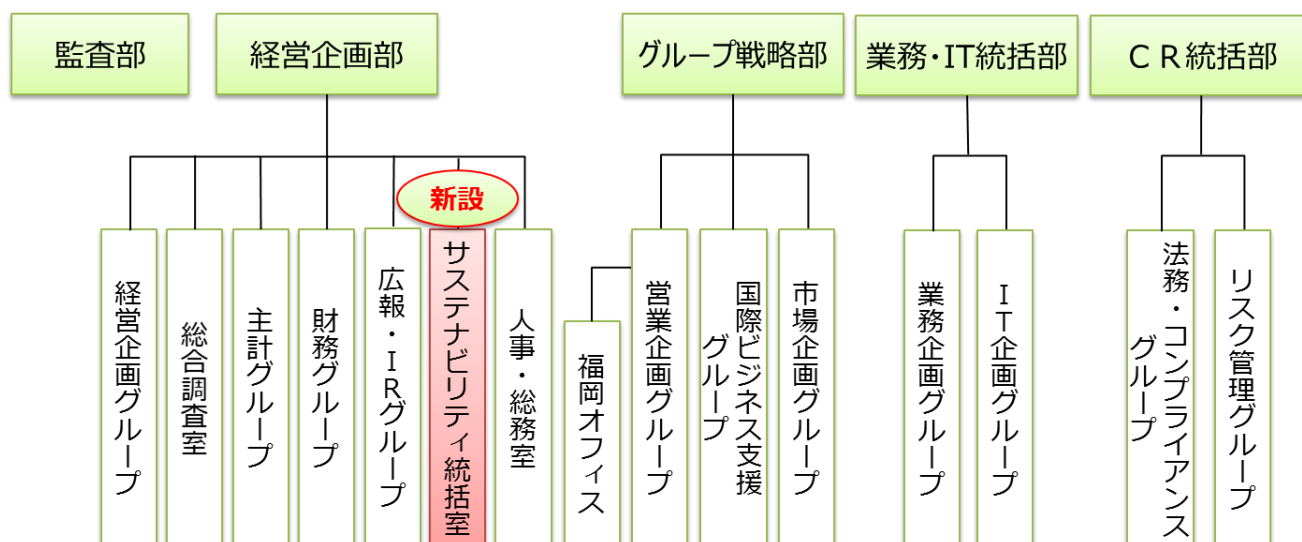 監査部
経営企画部
グループ戦略部
業務・IT統括部
ＣＲ統括部
新設
経営企画グループ
総合調査室
主計グループ
財務グループ
広報・ＩＲグループ
サステナビリティ統括室
人事・総務室
福岡オフィス
営業企画グループ
国際ビジネス支援
グループ
市場企画グループ
業務企画グループ
ＩＴ企画グループ
法務・コンプライアンス
グループ
リスク管理グループ